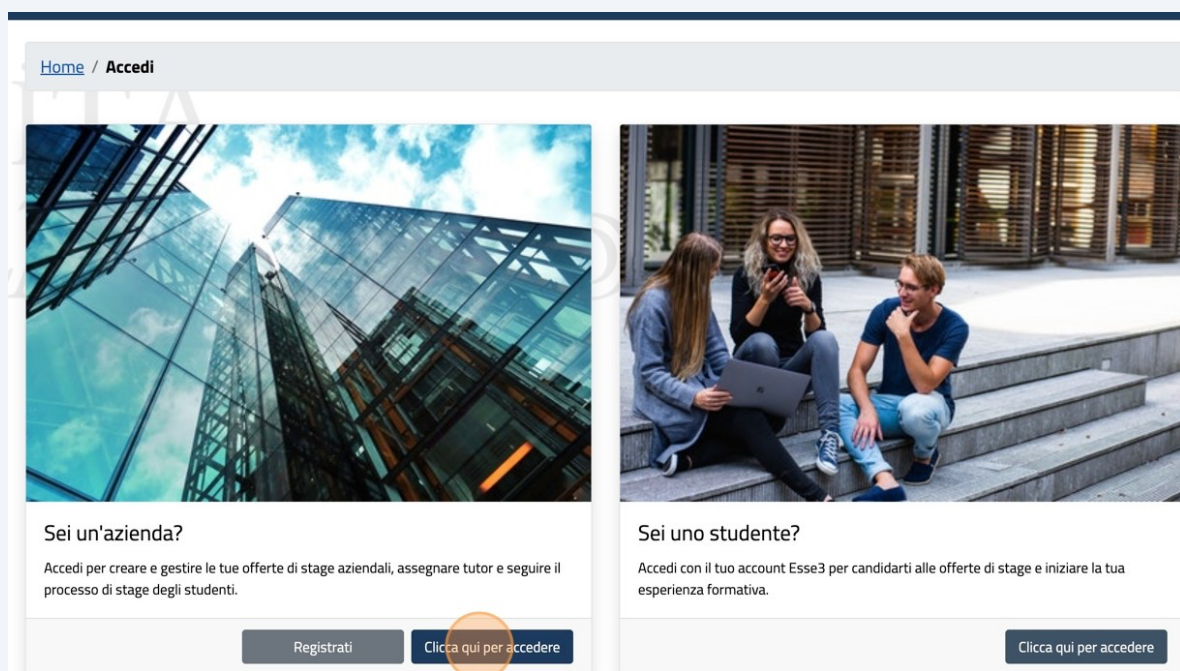 Home / Accedi
Sei un'azienda?
Accedi per creare e gestire le tue offerte di stage aziendali, assegnare tutor e seguire il
processo di stage degli studenti.
Registrati
Clicca qui per accedere
Sei uno studente?
Accedi con il tuo account Esse3 per candidarti alle offerte di stage e iniziare la tua
esperienza formativa.
Clicca qui per accedere